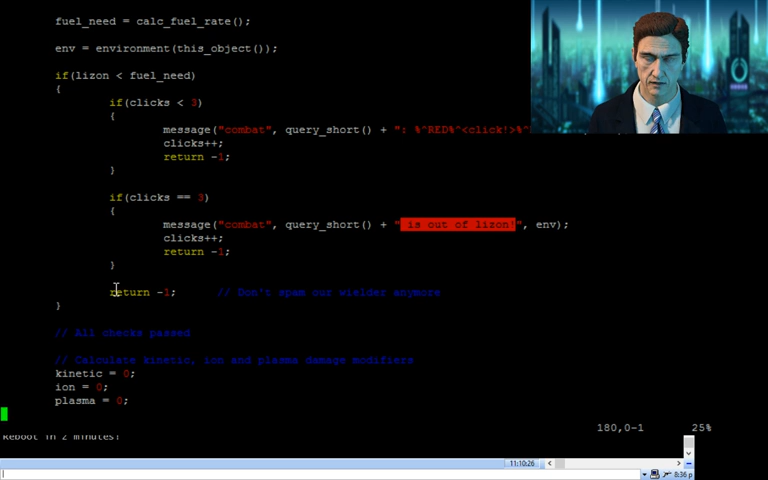 fuel_need = calc_fuel_rate();
env = environment(this_object());
if(lizon < fuel_need)
{
if(clicks < 3)
{
message("combat", query_short() + ": %^RED%^<click!>%^
clicks++;
return -1;
}
if(clicks == 3)
{
message("combat", query_short() + " is out of lizon!", env);
clicks++;
return -1;
}
return -1; // Don't spam our wielder anymore
}
// All checks passed
// Calculate kinetic, ion and plasma damage modifiers
kinetic = 0;
ion = 0;
plasma = 0;
180,0-1 25%
Reboot in 2 minutes!
11:10:26
8:36 p